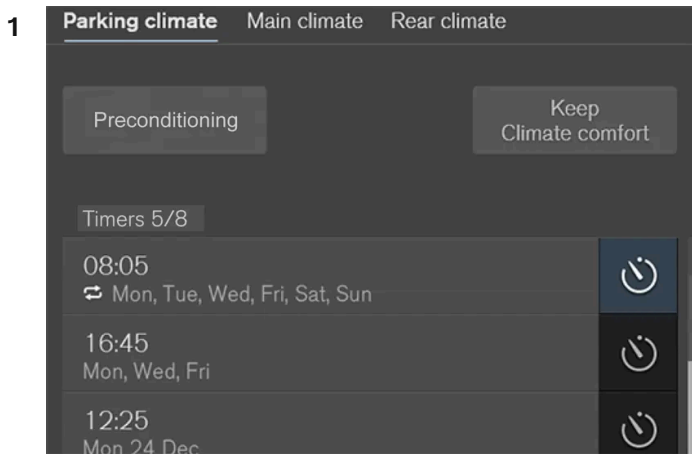 1
Parking climate Main climate Rear climate
Preconditioning
Keep
Climate comfort
Timers 5/8
08:05
Mon, Tue, Wed, Fri, Sat, Sun
16:45
Mon, Wed, Fri
12:25
Mon 24 Dec